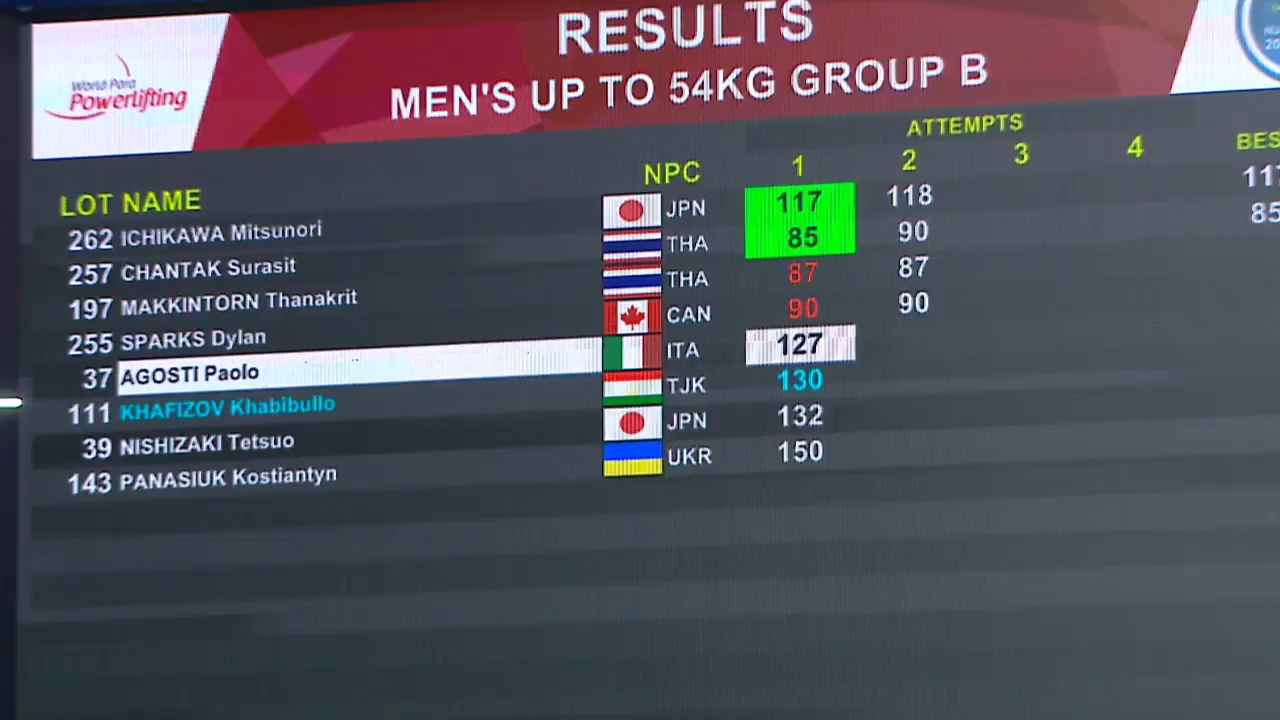 RESULTS
World Para
Powerlifting
MEN'S UP TO 54KG GROUP B
ATTEMPTS
LOT NAME NPC 1 2 3 4
262 ICHIKAWA Mitsunori JPN 117 118
257 CHANTAK Surasit THA 85 90
197 MAKKINTORN Thanakrit THA 87 87
255 SPARKS Dylan CAN 90 90
37 AGOSTI Paolo ITA 127
111 KHAFIZOV Khabibullo TJK 130
39 NISHIZAKI Tetsuo JPN 132
143 PANASIUK Kostiantyn UKR 150